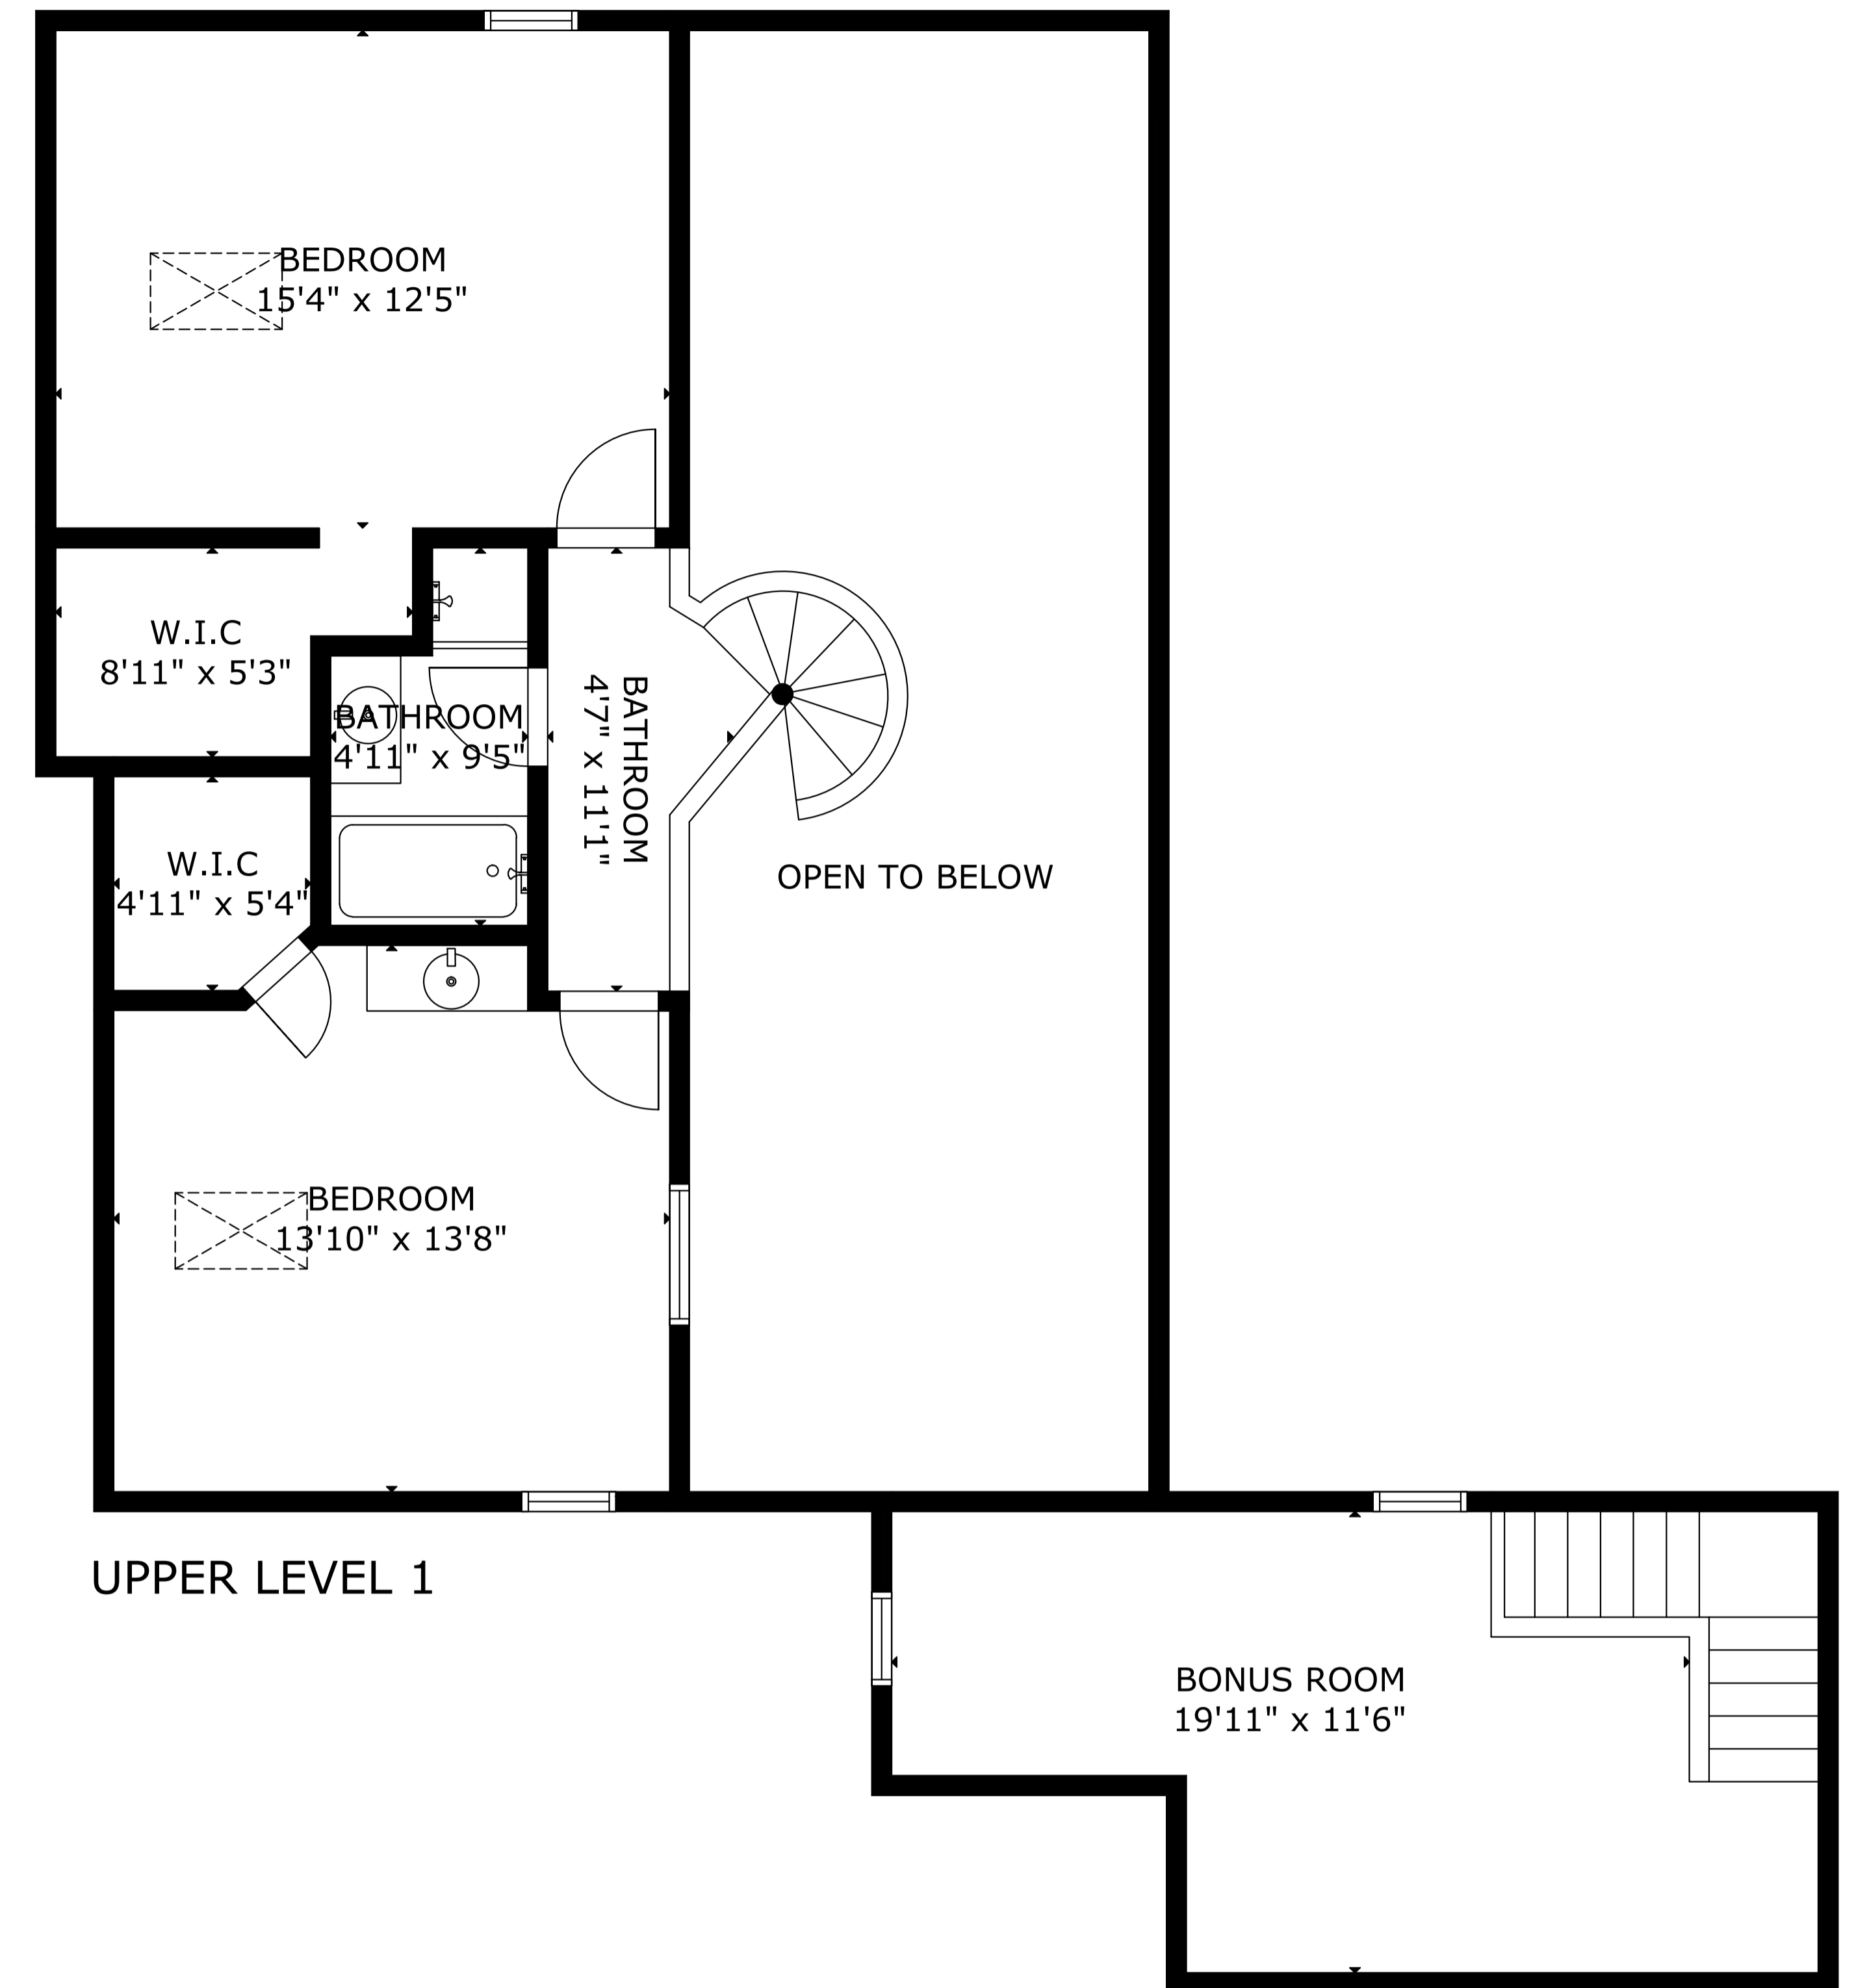 BEDROOM
15'4" x 12'5"
W.I.C
8'11" x 5'3"
BATHROOM
4'11" x 9'5"
BATHROOM
4'7" x 11'1"
W.I.C
4'11" x 5'4"
OPEN TO BELOW
BEDROOM
13'10" x 13'8"
UPPER LEVEL 1
BONUS ROOM
19'11" x 11'6"